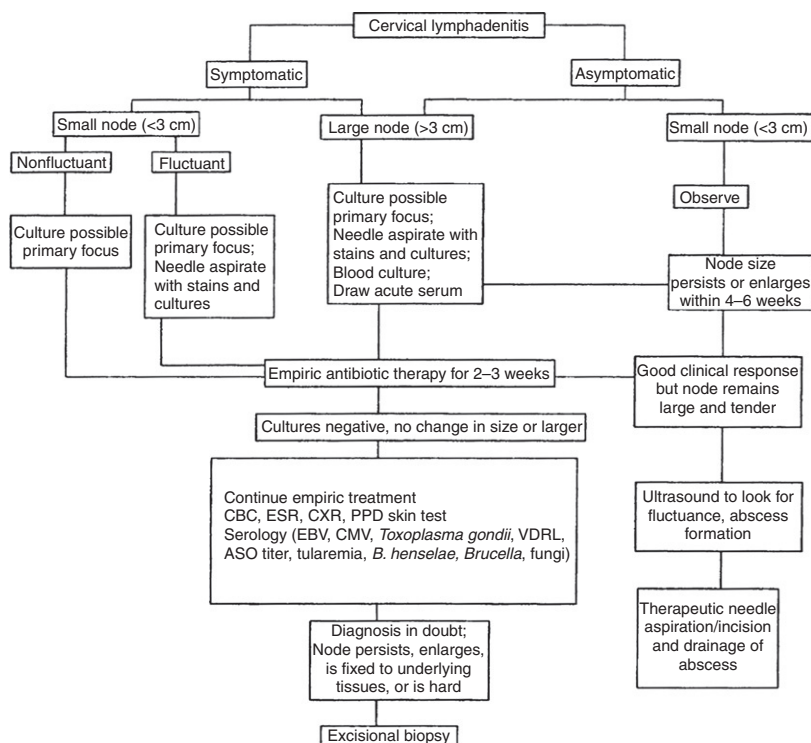 Cervical lymphadenitis
Symptomatic
Asymptomatic
Small node (<3 cm)
Large node (>3 cm)
Small node (<3 cm)
Nonfluctuant
Fluctuant
Observe
Culture possible
primary focus
Culture possible
primary focus;
Needle aspirate
with stains and
cultures
Culture possible
primary focus;
Needle aspirate with
stains and cultures;
Blood culture;
Draw acute serum
Node size
persists or enlarges
within 4–6 weeks
Empiric antibiotic therapy for 2–3 weeks
Good clinical response
but node remains
large and tender
Cultures negative, no change in size or larger
Continue empiric treatment
CBC, ESR, CXR, PPD skin test
Serology (EBV, CMV, Toxoplasma gondii, VDRL,
ASO titer, tularemia, B. henselae, Brucella, fungi)
Ultrasound to look for
fluctuance, abscess
formation
Diagnosis in doubt;
Node persists, enlarges,
is fixed to underlying
tissues, or is hard
Therapeutic needle
aspiration/incision
and drainage of
abscess
Excisional biopsy